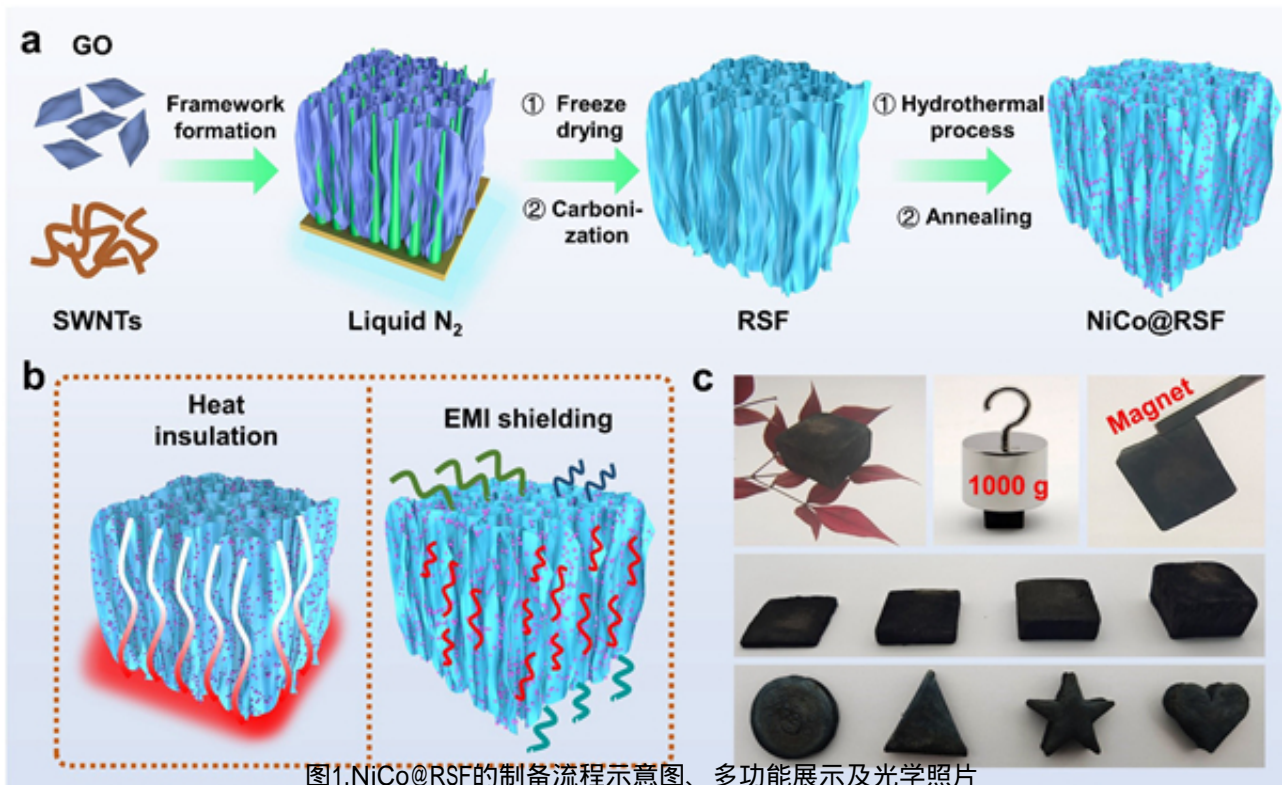 a
GO
SWNTs
Framework
formation
Liquid N₂
① Freeze
drying
② Carboni-
zation
RSF
① Hydrothermal
process
② Annealing
NiCo@RSF
b
Heat
insulation
EMI shielding
c
1000 g
Magnet
图1.NiCo@RSF的制备流程示意图、多功能展示及光学照片